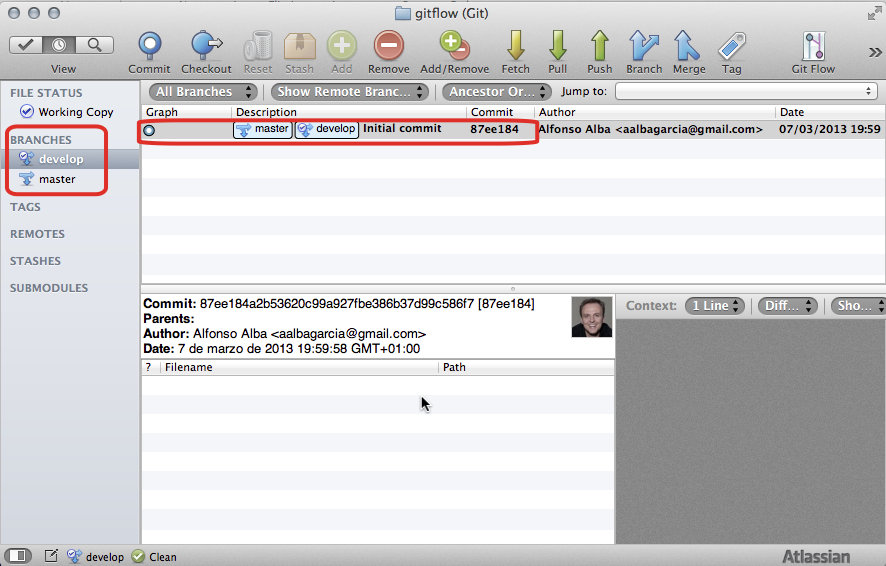 gitflow (Git)
View Commit Checkout Reset Stash Add Remove Add/Remove Fetch Pull Push Branch Merge Tag Git Flow
FILE STATUS
Working Copy
BRANCHES
develop
master
TAGS
REMOTES
STASHES
SUBMODULES
All Branches Show Remote Branc... Ancestor Or... Jump to:
Graph Description Commit Author Date
master develop Initial commit 87ee184 Alfonso Alba <aalbagarcia@gmail.com> 07/03/2013 19:59
Commit: 87ee184a2b53620c99a927fbe386b37d99c586f7 [87ee184]
Parents:
Author: Alfonso Alba <aalbagarcia@gmail.com>
Date: 7 de marzo de 2013 19:59:58 GMT+01:00
? Filename Path
Context: 1 Line Diff... Sho...
develop Clean
Atlassian